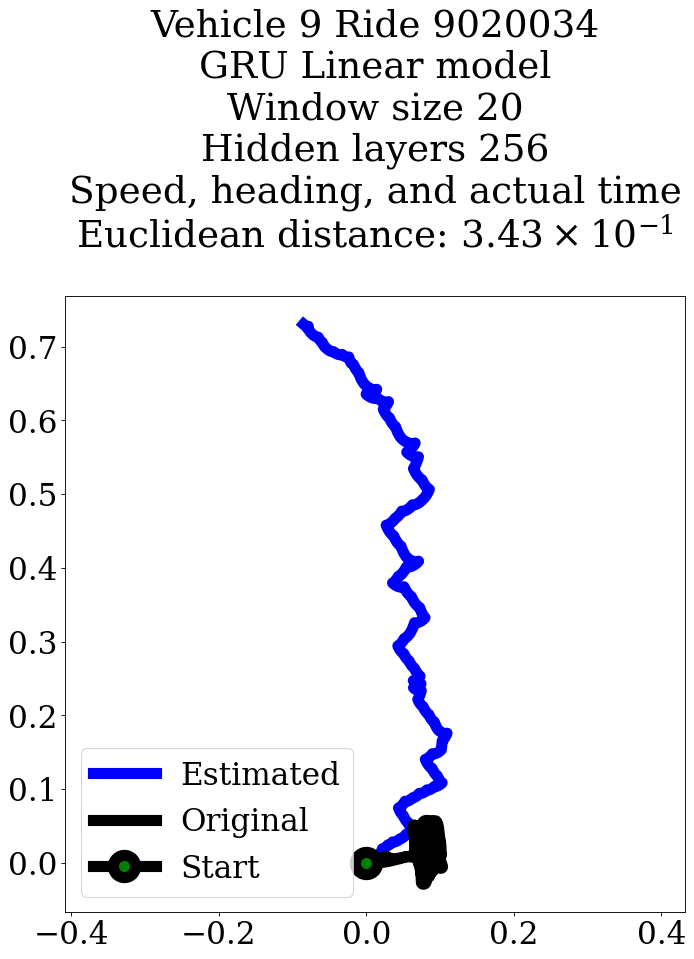 Vehicle 9 Ride 9020034
GRU Linear model
Window size 20
Hidden layers 256
Speed, heading, and actual time
Euclidean distance: 3.43 × 10⁻¹
0.7
0.6
0.5
0.4
0.3
0.2
0.1
0.0
Estimated
Original
Start
−0.4 −0.2 0.0 0.2 0.4